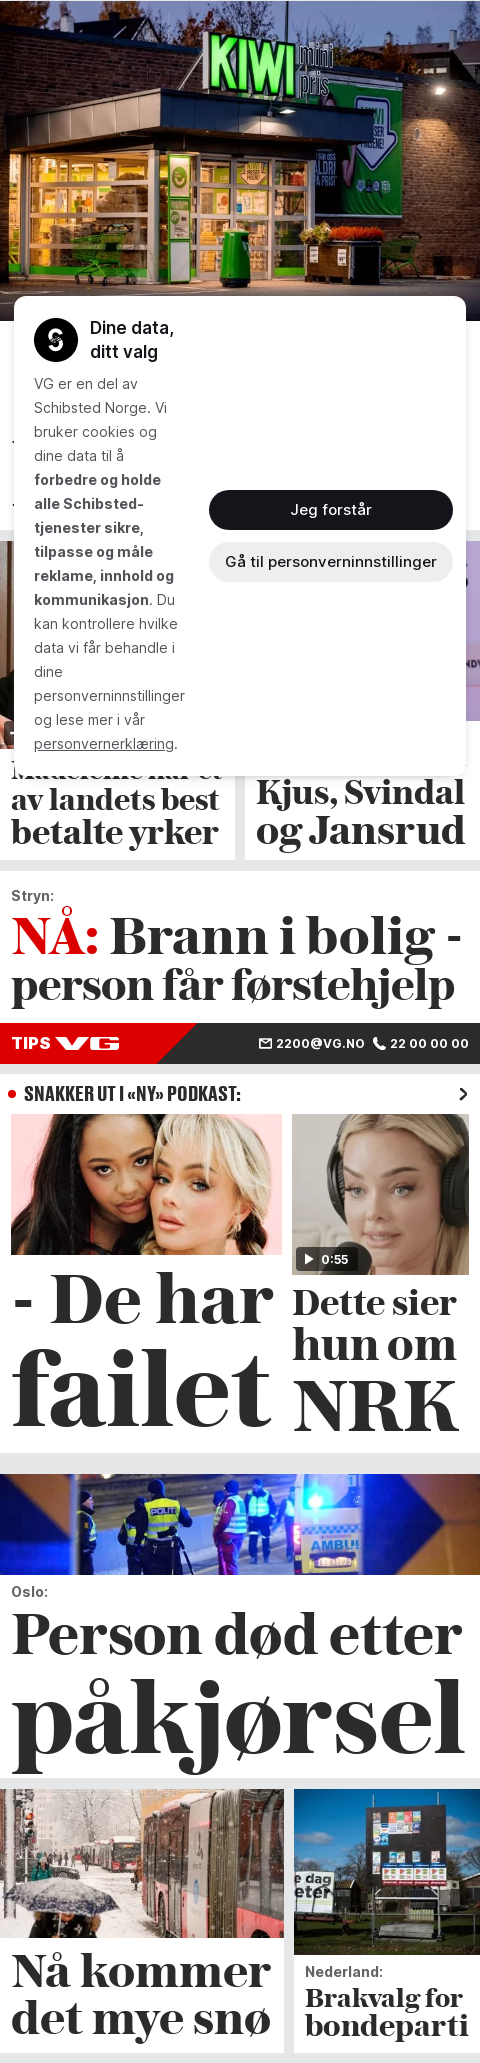 KIWI mini
pris
Dine data,
ditt valg
VG er en del av
Schibsted Norge. Vi
bruker cookies og
dine data til å
forbedre og holde
alle Schibsted-
tjenester sikre,
tilpasse og måle
reklame, innhold og
kommunikasjon. Du
kan kontrollere hvilke
data vi får behandle i
dine
personverninnstillinger
og lese mer i vår
personvernerklæring.
Jeg forstår
Gå til personverninnstillinger
av landets best
betalte yrker
Kjus, Svindal
og Jansrud
Stryn:
NÅ: Brann i bolig -
person får førstehjelp
TIPS VG
2200@VG.NO 22 00 00 00
SNAKKER UT I «NY» PODKAST:
- De har
failet
0:55
Dette sier
hun om
NRK
POLITI
AMBUL
Oslo:
Person død etter
påkjørsel
Nå kommer
det mye snø
e dag
eter
Nederland:
Brakvalg for
bondeparti